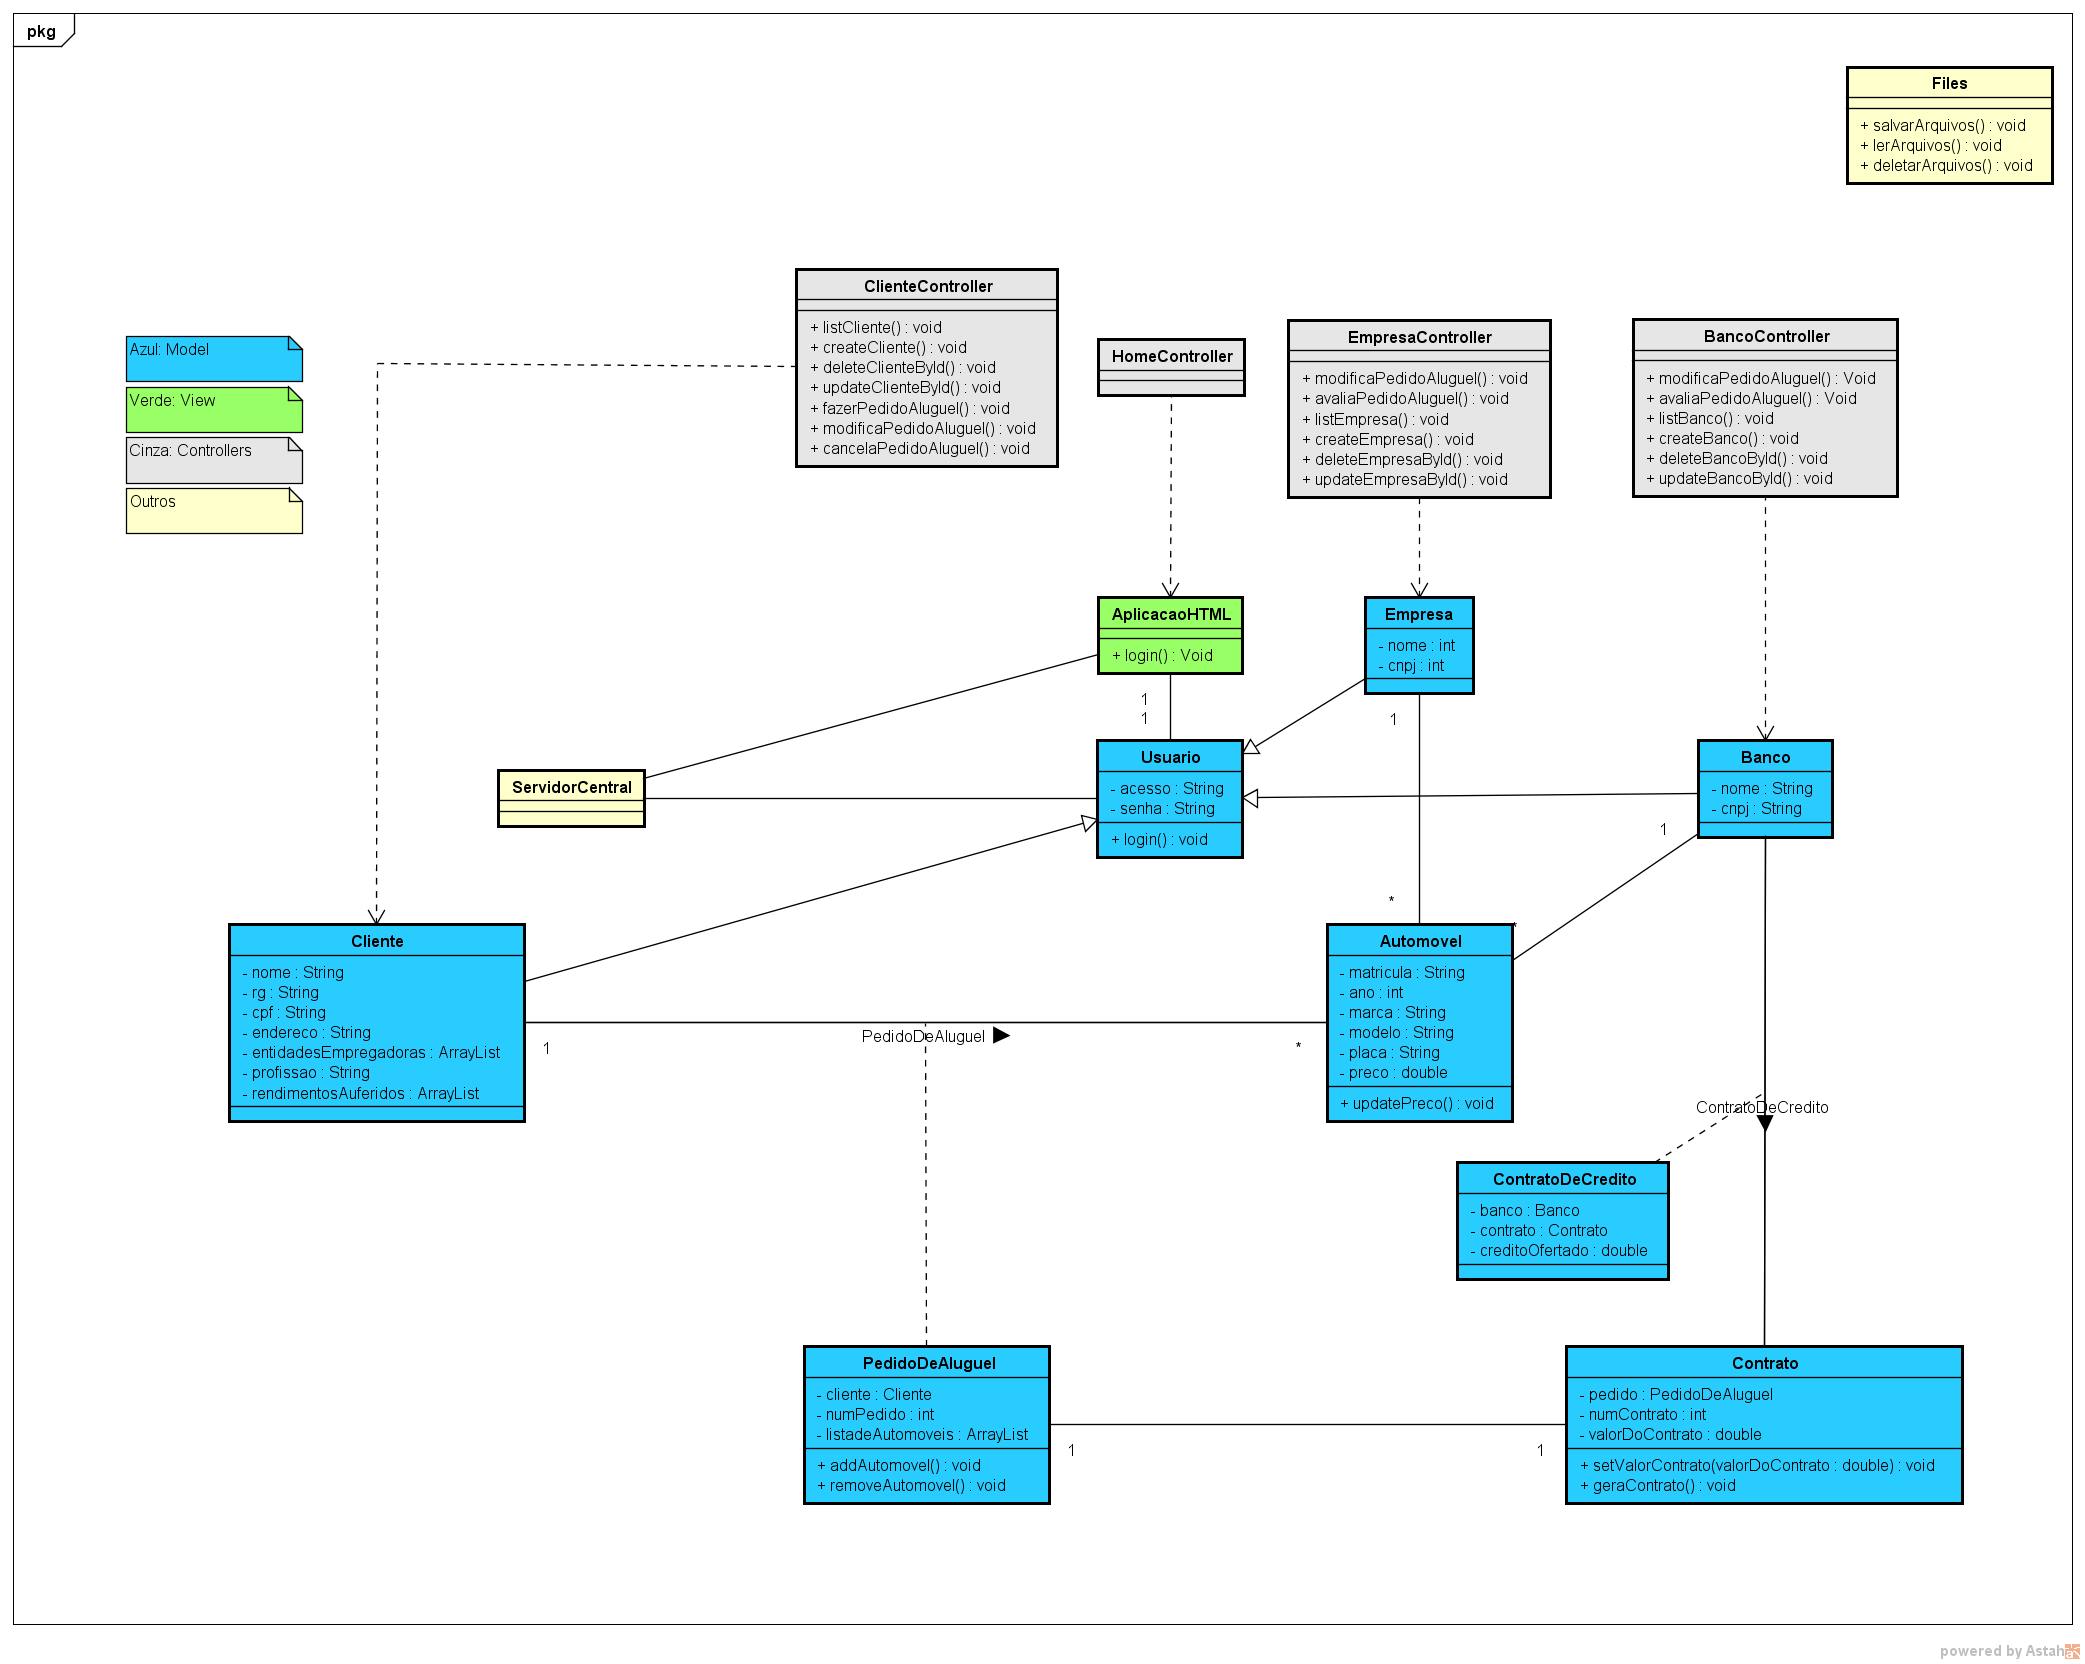 pkg
Files
+ salvarArquivos() : void
+ lerArquivos() : void
+ deletarArquivos() : void
ClienteController
+ listCliente() : void
+ createCliente() : void
+ deleteClienteById() : void
+ updateClienteById() : void
+ fazerPedidoAluguel() : void
+ modificaPedidoAluguel() : void
+ cancelaPedidoAluguel() : void
HomeController
EmpresaController
+ modificaPedidoAluguel() : void
+ avaliaPedidoAluguel() : void
+ listEmpresa() : void
+ createEmpresa() : void
+ deleteEmpresaById() : void
+ updateEmpresaById() : void
BancoController
+ modificaPedidoAluguel() : Void
+ avaliaPedidoAluguel() : Void
+ listBanco() : void
+ createBanco() : void
+ deleteBancoById() : void
+ updateBancoById() : void
Azul: Model
Verde: View
Cinza: Controllers
Outros
AplicacaoHTML
+ login() : Void
Empresa
- nome : int
- cnpj : int
1
1
1
Usuario
- acesso : String
- senha : String
+ login() : void
Banco
- nome : String
- cnpj : String
1
ServidorCentral
*
*
Cliente
- nome : String
- rg : String
- cpf : String
- endereco : String
- entidadesEmpregadoras : ArrayList
- profissao : String
- rendimentosAuferidos : ArrayList
Automovel
- matricula : String
- ano : int
- marca : String
- modelo : String
- placa : String
- preco : double
+ updatePreco() : void
PedidoDeAluguel
1
*
ContratoDeCredito
ContratoDeCredito
- banco : Banco
- contrato : Contrato
- creditoOfertado : double
PedidoDeAluguel
- cliente : Cliente
- numPedido : int
- listadeAutomoveis : ArrayList
+ addAutomovel() : void
+ removeAutomovel() : void
1
1
Contrato
- pedido : PedidoDeAluguel
- numContrato : int
- valorDoContrato : double
+ setValorContrato(valorDoContrato : double) : void
+ geraContrato() : void
powered by Astah